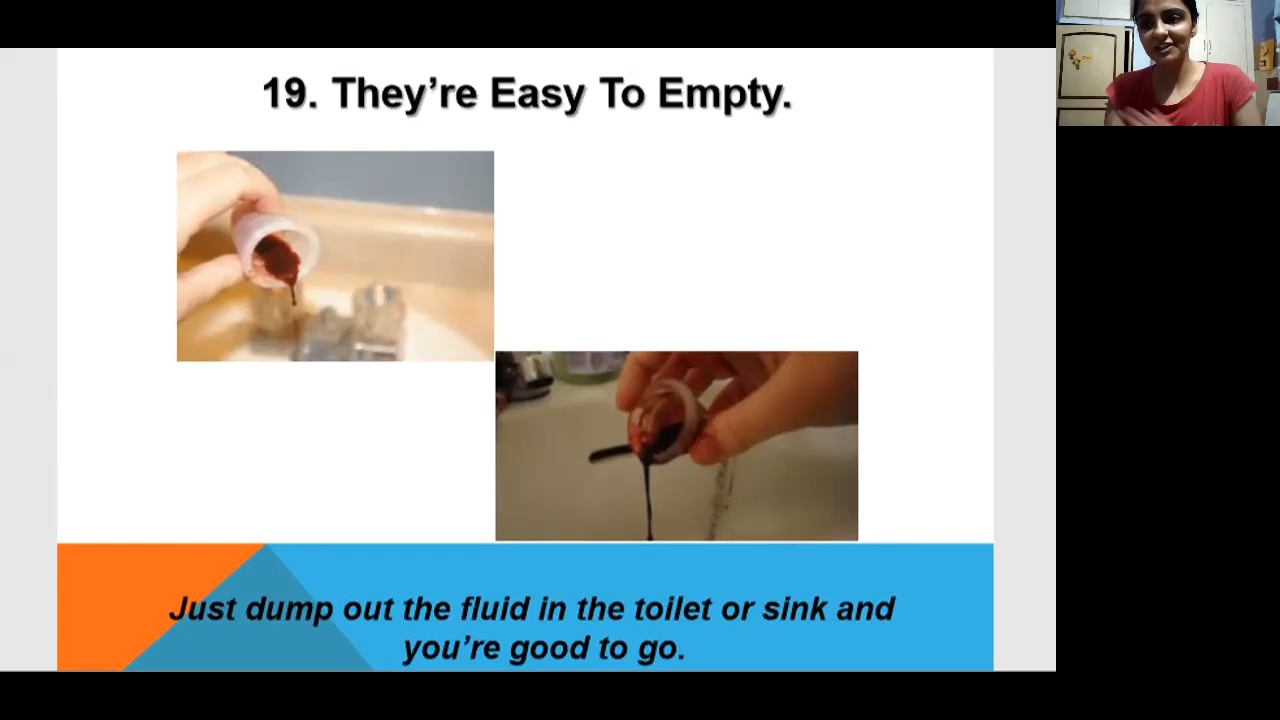 19. They’re Easy To Empty.
Just dump out the fluid in the toilet or sink and
you’re good to go.